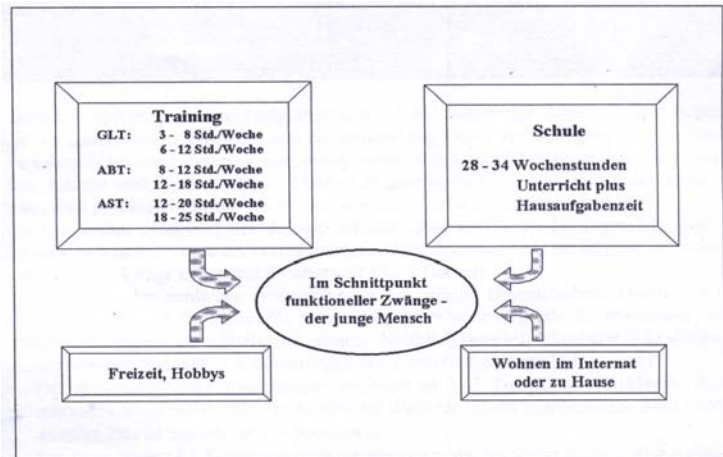 Training
GLT: 3 - 8 Std./Woche
6 - 12 Std./Woche
ABT: 8 - 12 Std./Woche
12 - 18 Std./Woche
AST: 12 - 20 Std./Woche
18 - 25 Std./Woche
Schule
28 - 34 Wochenstunden
Unterricht plus
Hausaufgabenzeit
Im Schnittpunkt
funktioneller Zwänge -
der junge Mensch
Freizeit, Hobbys
Wohnen im Internat
oder zu Hause